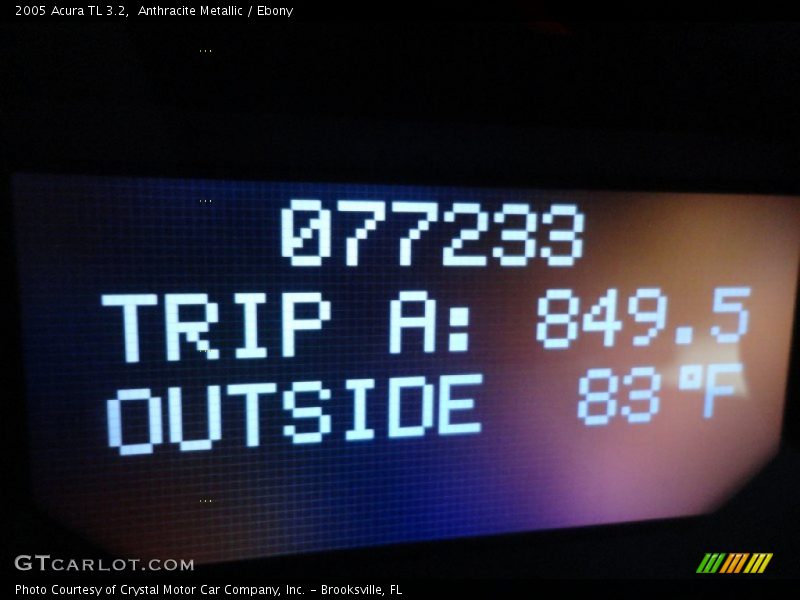 2005 Acura TL 3.2,  Anthracite Metallic / Ebony
077233
TRIP A: 849.5
OUTSIDE 83°F
GTCARLOT.COM
Photo Courtesy of Crystal Motor Car Company, Inc. – Brooksville, FL